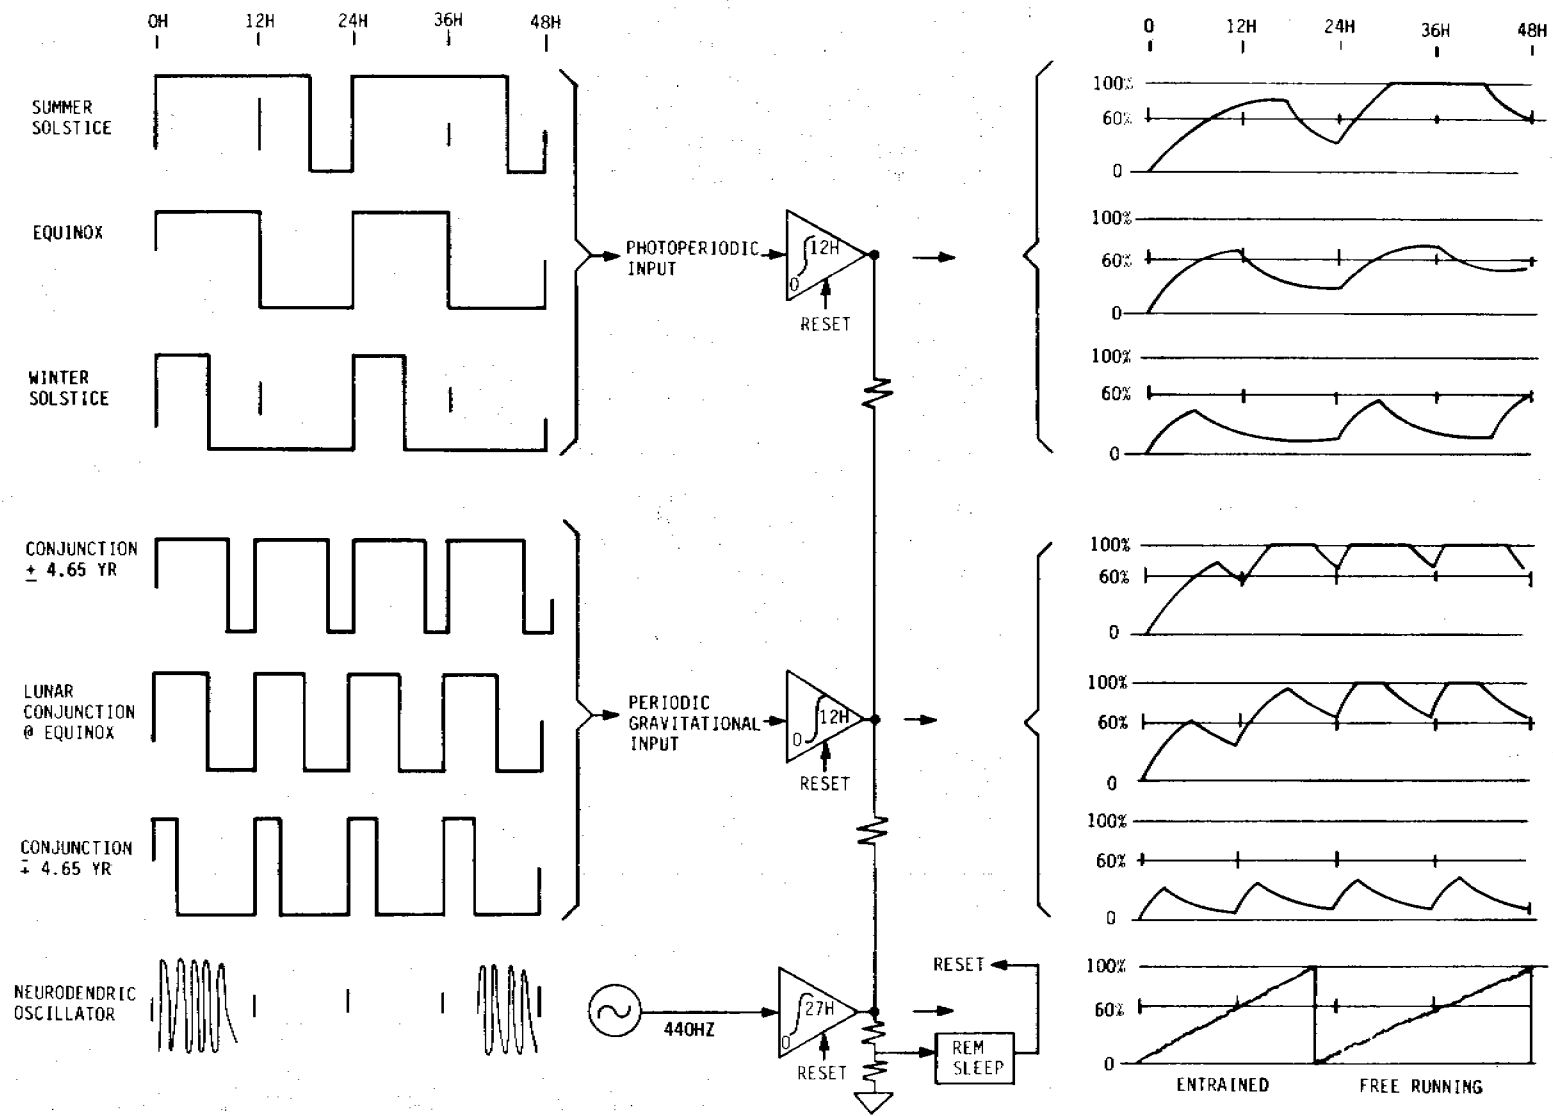 0H 12H 24H 36H 48H
0 12H 24H 36H 48H
SUMMER
SOLSTICE
EQUINOX
WINTER
SOLSTICE
PHOTOPERIODIC
INPUT
0 12H
RESET
100%
60%
0
100%
60%
0
100%
60%
0
CONJUNCTION
± 4.65 YR
LUNAR
CONJUNCTION
@ EQUINOX
CONJUNCTION
∓ 4.65 YR
PERIODIC
GRAVITATIONAL
INPUT
0 12H
RESET
100%
60%
0
100%
60%
0
100%
60%
0
NEURODENDRIC
OSCILLATOR
440HZ
0 27H
RESET
RESET
REM
SLEEP
100%
60%
0
ENTRAINED FREE RUNNING